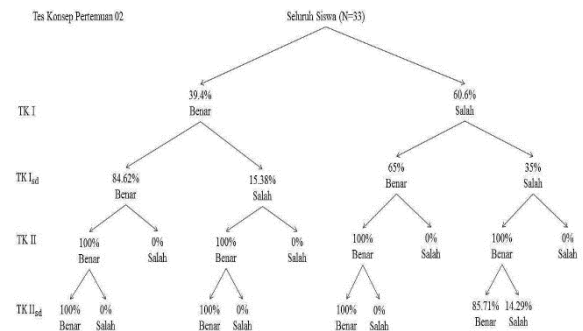 Tes Konsep Pertemuan 02
Seluruh Siswa (N=33)
TK I
39.4% 60.6%
Benar Salah
TK Isd
84.62% 15.38% 65% 35%
Benar Salah Benar Salah
TK II
100% 0% 100% 0% 100% 0% 100% 0%
Benar Salah Benar Salah Benar Salah Benar Salah
TK IIsd
100% 0% 100% 0% 100% 0% 85.71% 14.29%
Benar Salah Benar Salah Benar Salah Benar Salah